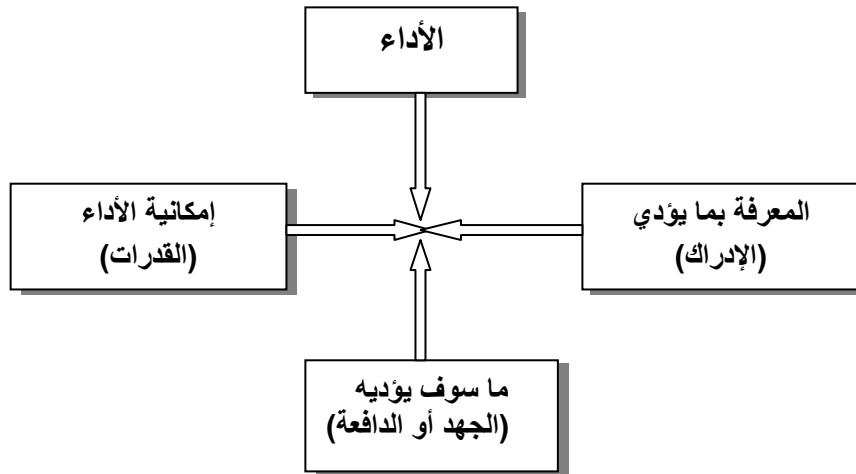 الأداء
المعرفة بما يؤدي
(الإدراك)
إمكانية الأداء
(القدرات)
ما سوف يؤديه
(الجهد أو الدافعة)